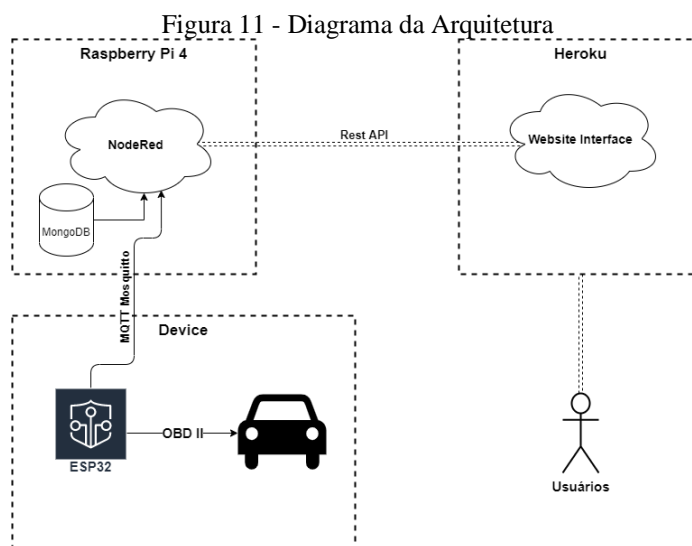 Figura 11 - Diagrama da Arquitetura
Raspberry Pi 4
Heroku
NodeRed
Rest API
Website Interface
MongoDB
MQTT Mosquitto
Device
OBD II
ESP32
Usuários